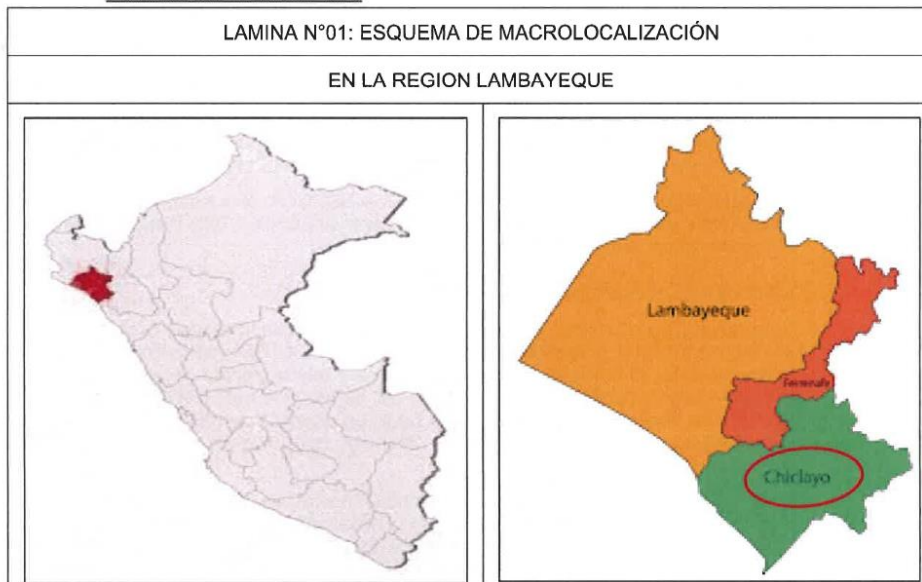 LAMINA N°01: ESQUEMA DE MACROLOCALIZACIÓN
EN LA REGION LAMBAYEQUE
Lambayeque
Ferreñafe
Chiclayo